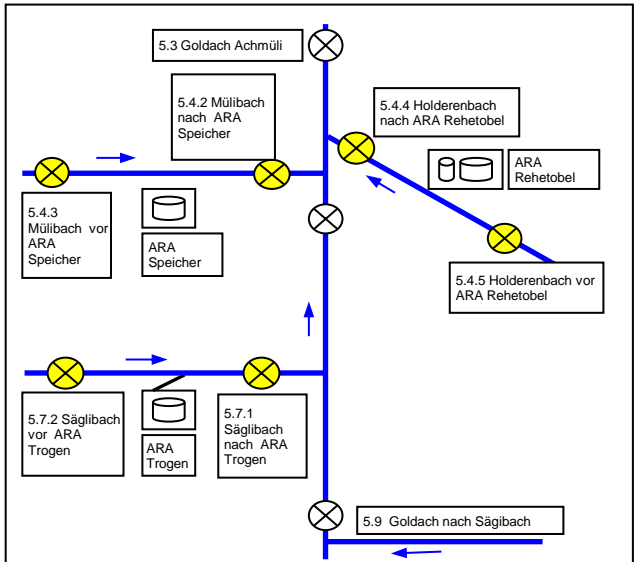 5.3 Goldach Achmüli
5.4.2 Mülibach
nach ARA
Speicher
5.4.4 Holderenbach
nach ARA Rehetobel
ARA
Rehetobel
5.4.3
Mülibach vor
ARA
Speicher
ARA
Speicher
5.4.5 Holderenbach vor
ARA Rehetobel
5.7.2 Säglibach
vor ARA
Trogen
ARA
Trogen
5.7.1
Säglibach
nach ARA
Trogen
5.9 Goldach nach Sägibach